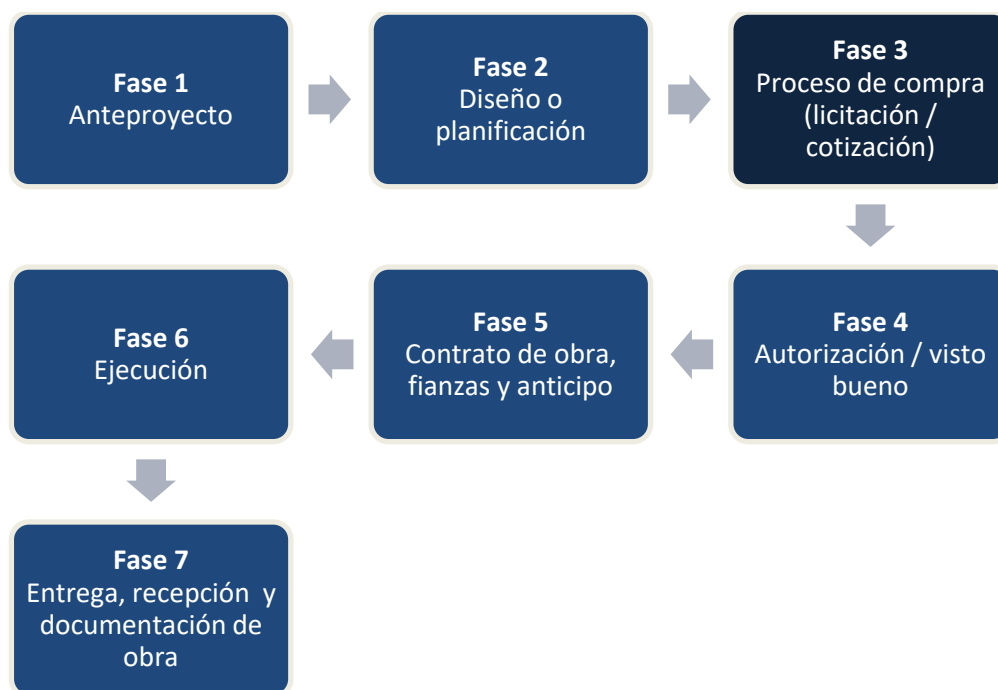 Fase 1
Anteproyecto
Fase 2
Diseño o
planificación
Fase 3
Proceso de compra
(licitación /
cotización)
Fase 4
Autorización / visto
bueno
Fase 5
Contrato de obra,
fianzas y anticipo
Fase 6
Ejecución
Fase 7
Entrega, recepción y
documentación de
obra